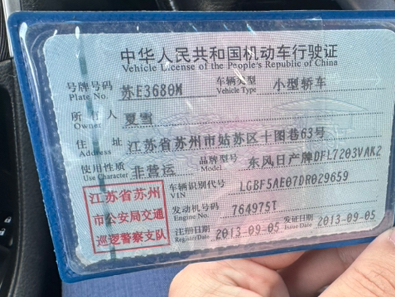 中华人民共和国机动车行驶证
Vehicle License of the People's Republic of China
号牌号码 Plate No. 苏E3680M 车辆类型 Vehicle Type 小型轿车
所有人 Owner 夏雪
住址 Address 江苏省苏州市姑苏区十图巷63号
使用性质 Use Character 非营运 品牌型号 Model 东风日产牌DFL7203VAK2
江苏省苏州 车辆识别代号 VIN LGBF5AE07DR029659
市公安局交通 发动机号码 Engine No. 764975T
巡逻警察支队 注册日期 Register Date 2013-09-05 发证日期 Issue Date 2013-09-05